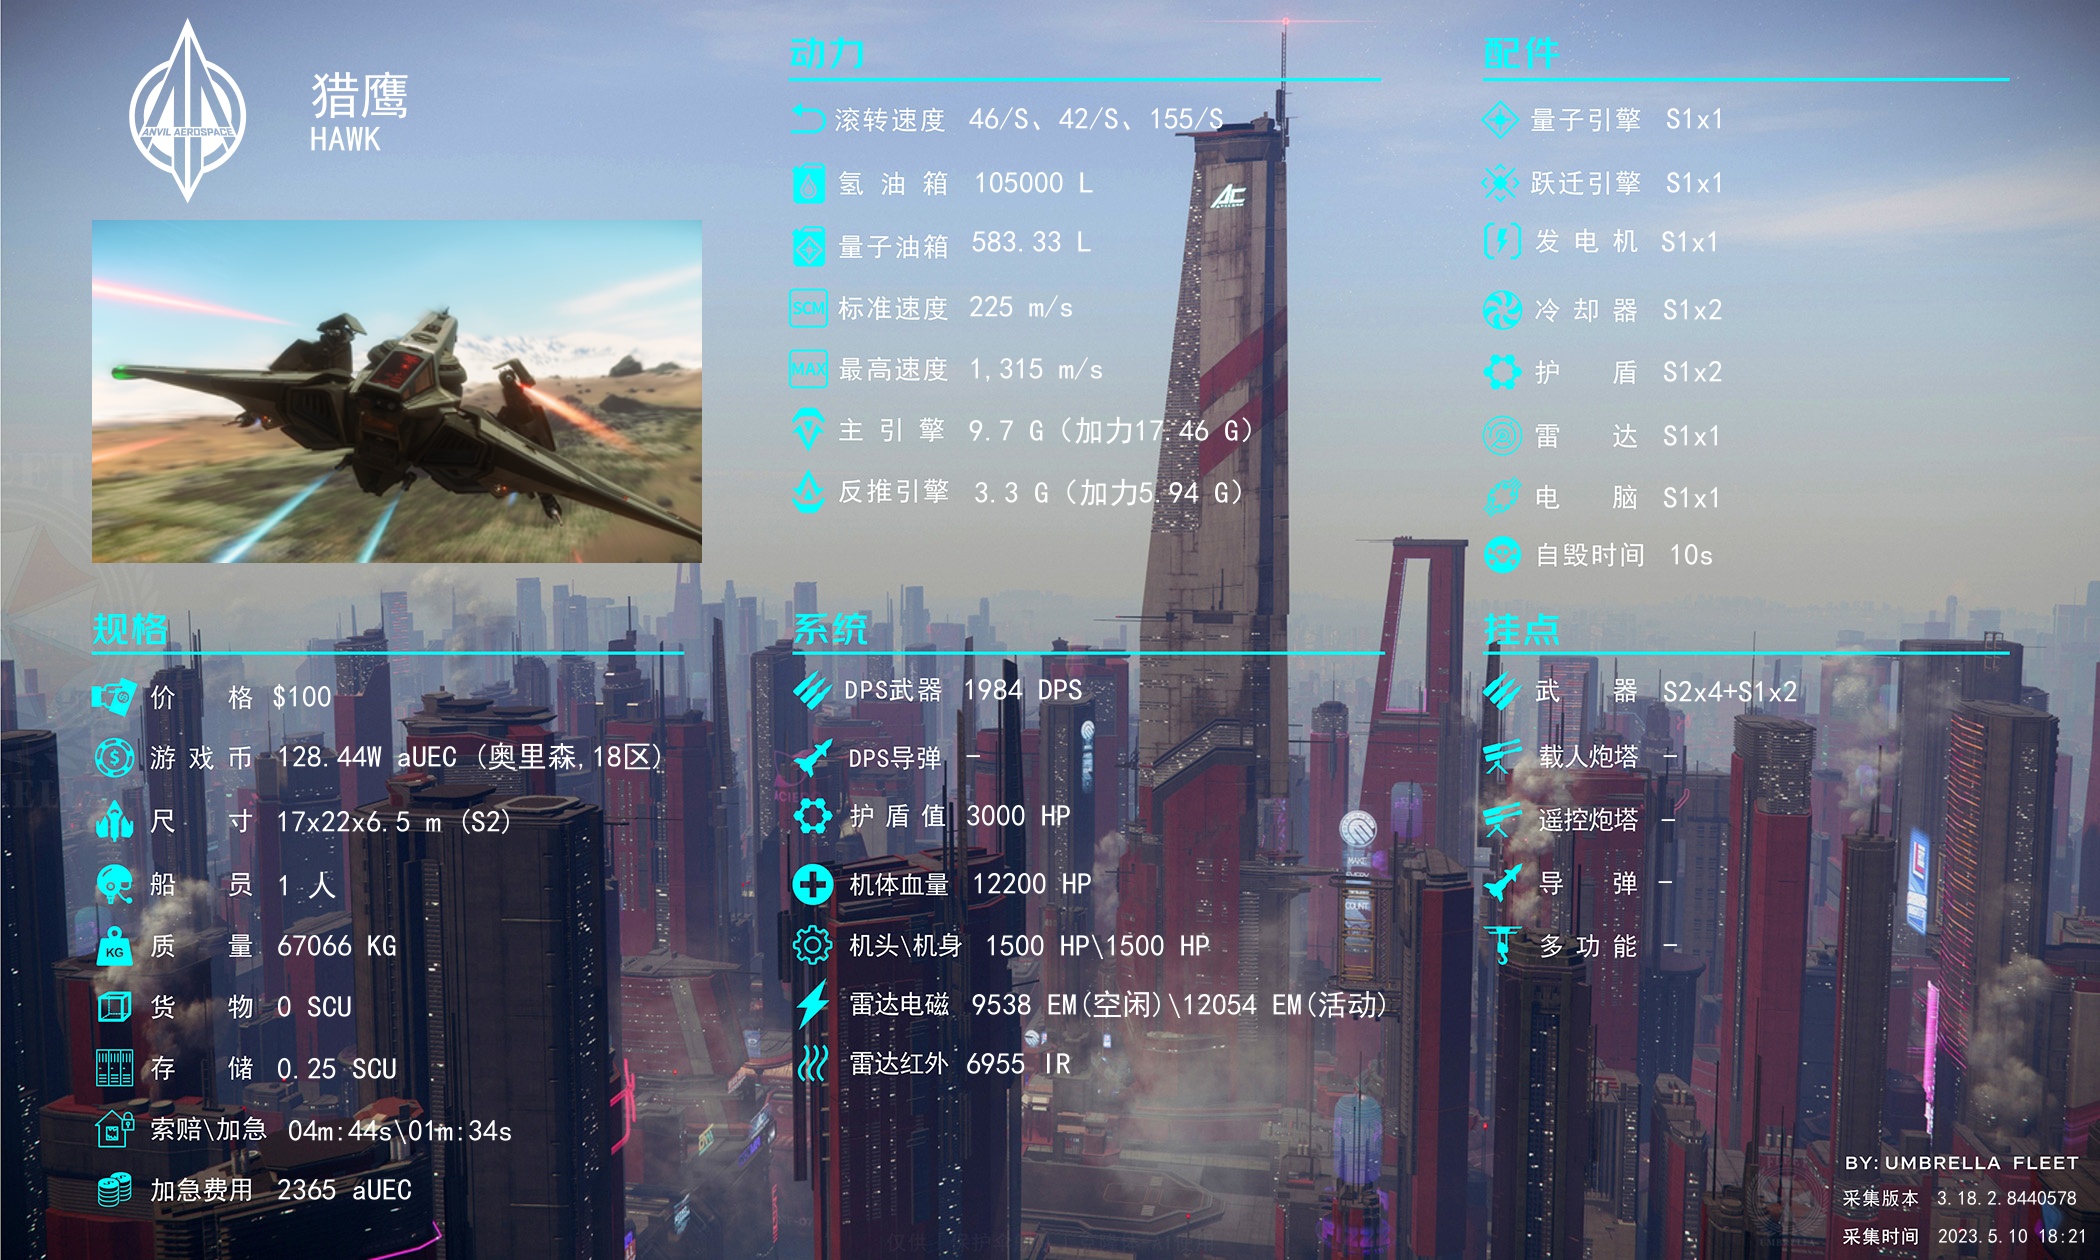 ANVIL AEROSPACE
猎鹰
HAWK
动力
滚转速度 46/S、42/S、155/S
氢油箱 105000 L
量子油箱 583.33 L
SCM 标准速度 225 m/s
MAX 最高速度 1,315 m/s
主引擎 9.7 G（加力17.46 G）
反推引擎 3.3 G（加力5.94 G）
配件
量子引擎 S1x1
跃迁引擎 S1x1
发电机 S1x1
冷却器 S1x2
护盾 S1x2
雷达 S1x1
电脑 S1x1
自毁时间 10s
规格
价格 $100
游戏币 128.44W aUEC (奥里森,18区)
尺寸 17x22x6.5 m (S2)
船员 1 人
KG 质量 67066 KG
货物 0 SCU
存储 0.25 SCU
索赔\加急 04m:44s\01m:34s
加急费用 2365 aUEC
系统
DPS武器 1984 DPS
DPS导弹 -
护盾值 3000 HP
机体血量 12200 HP
机头\机身 1500 HP\1500 HP
雷达电磁 9538 EM(空闲)\12054 EM(活动)
雷达红外 6955 IR
挂点
武器 S2x4+S1x2
载人炮塔 -
遥控炮塔 -
导弹 -
多功能 -
AC
MAKE
EVERY
COUNT
BY: UMBRELLA FLEET
采集版本 3.18.2.8440578
采集时间 2023.5.10 18:21